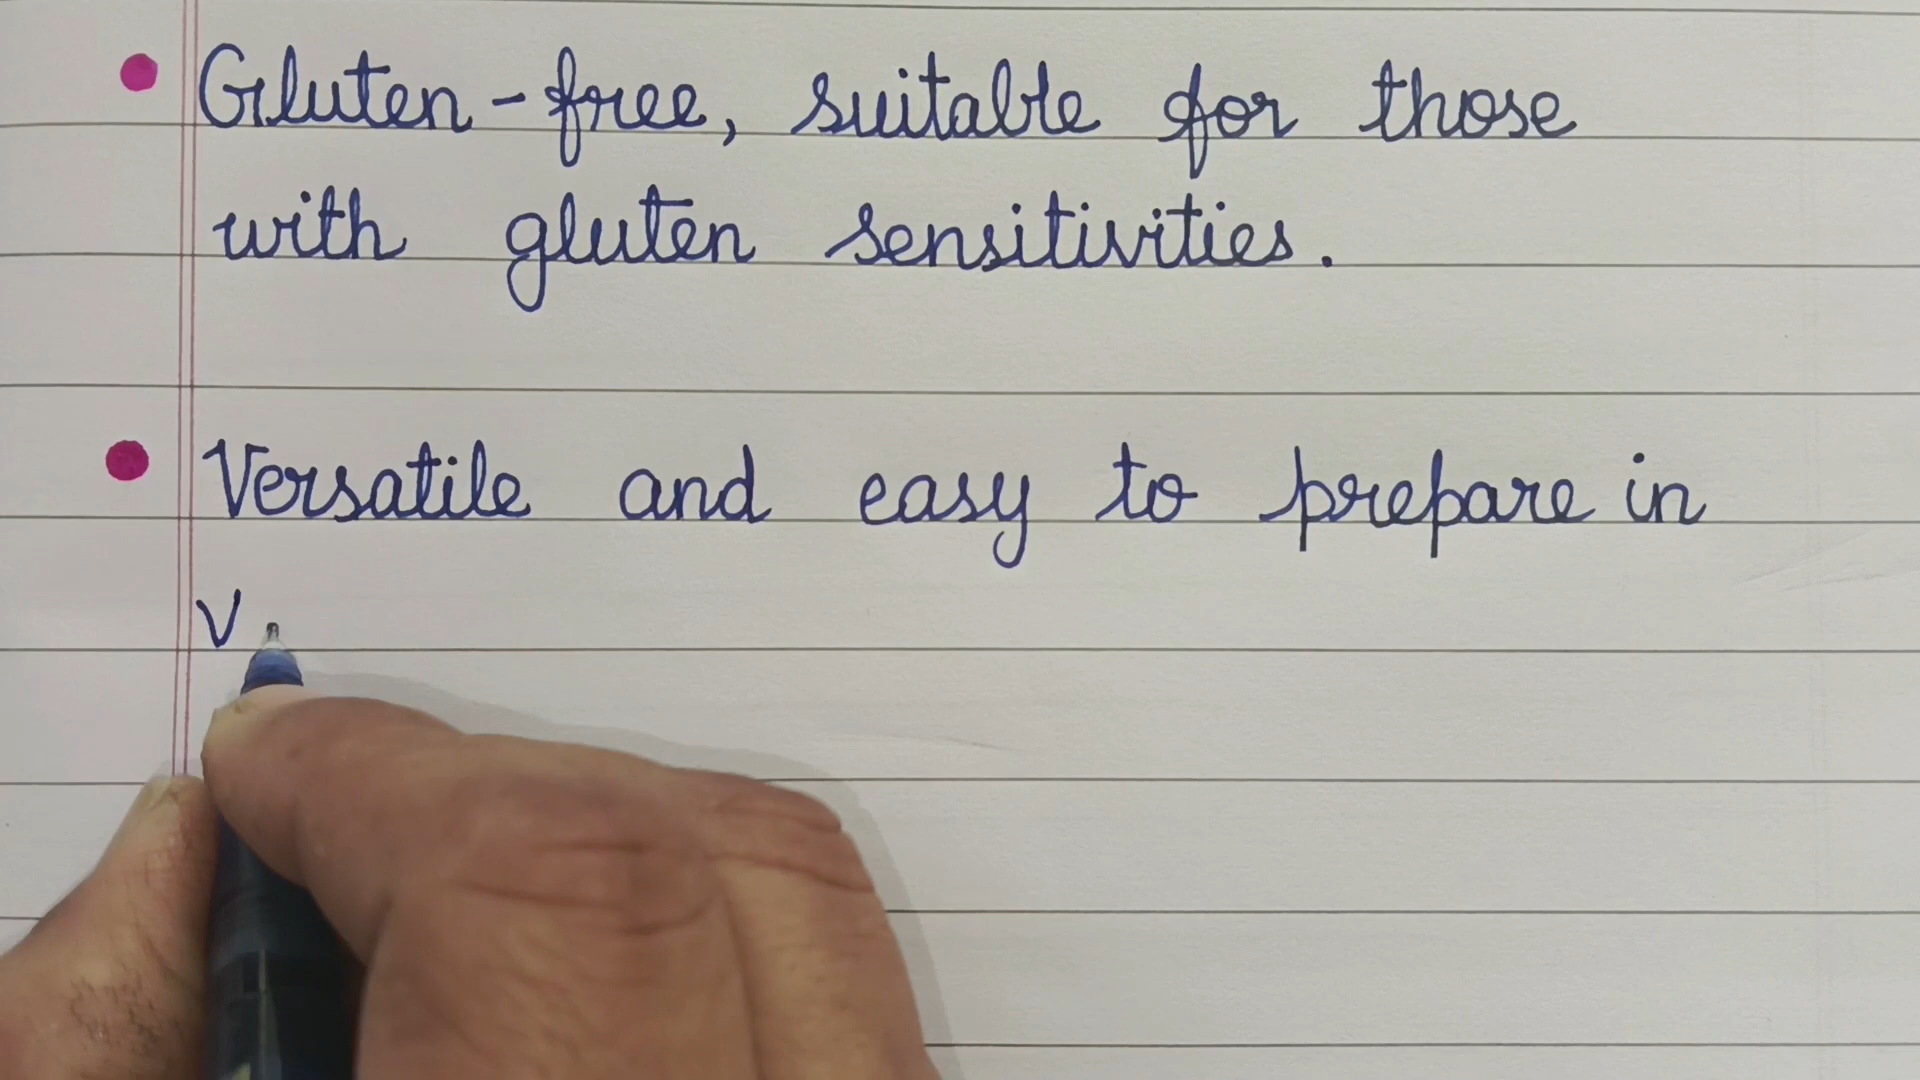 • Gluten-free, suitable for those
with gluten sensitivities.
• Versatile and easy to prepare in
v